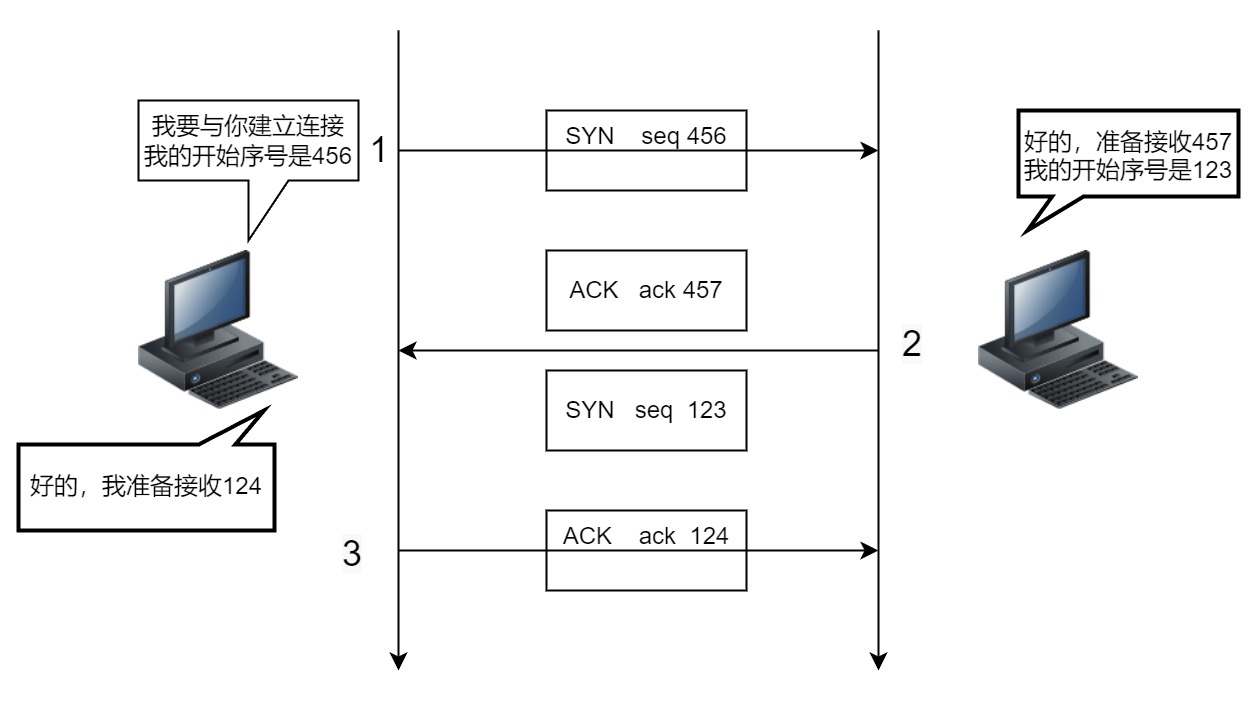 我要与你建立连接
我的开始序号是456
1
SYN seq 456
好的，准备接收457
我的开始序号是123
ACK ack 457
2
SYN seq 123
好的，我准备接收124
3
ACK ack 124